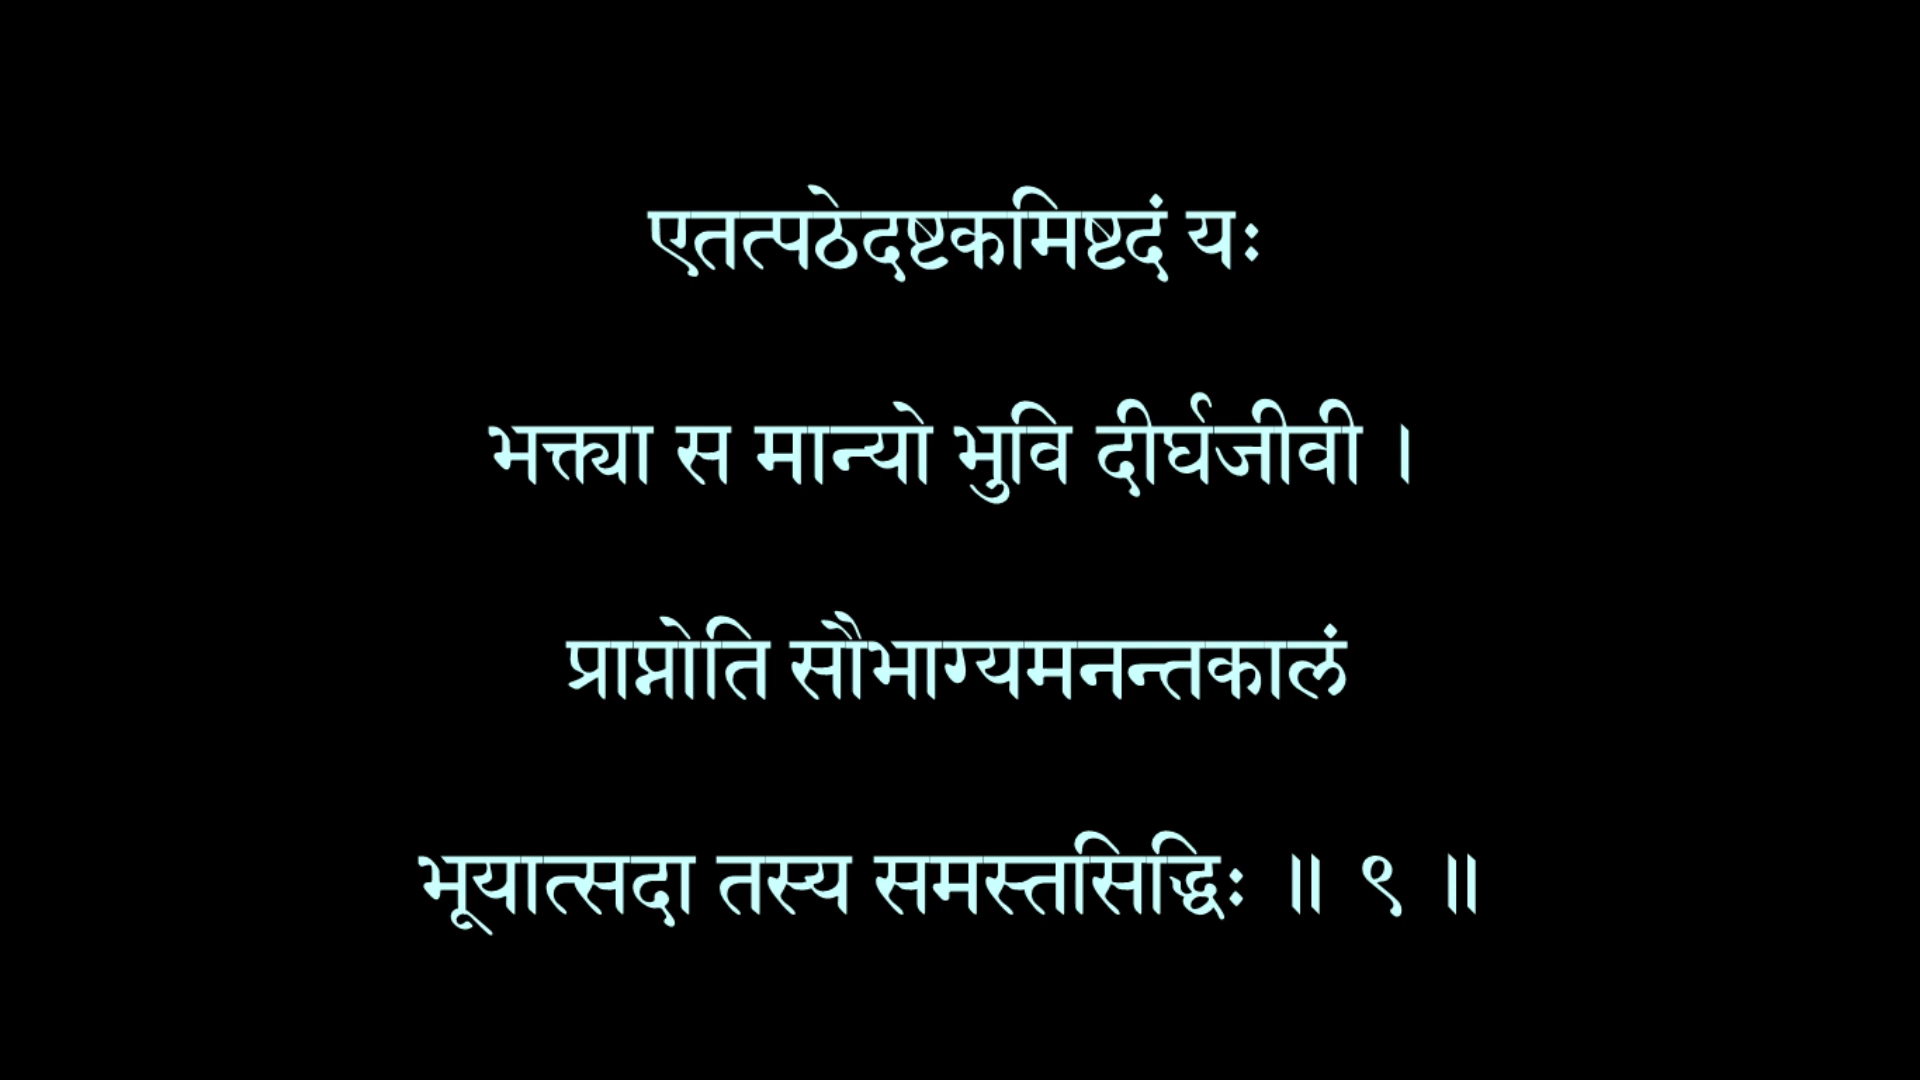 एतत्पठेदष्टकमिष्टदं यः
भक्त्या स मान्यो भुवि दीर्घजीवी ।
प्राप्नोति सौभाग्यमनन्तकालं
भूयात्सदा तस्य समस्तसिद्धिः ॥ ९ ॥